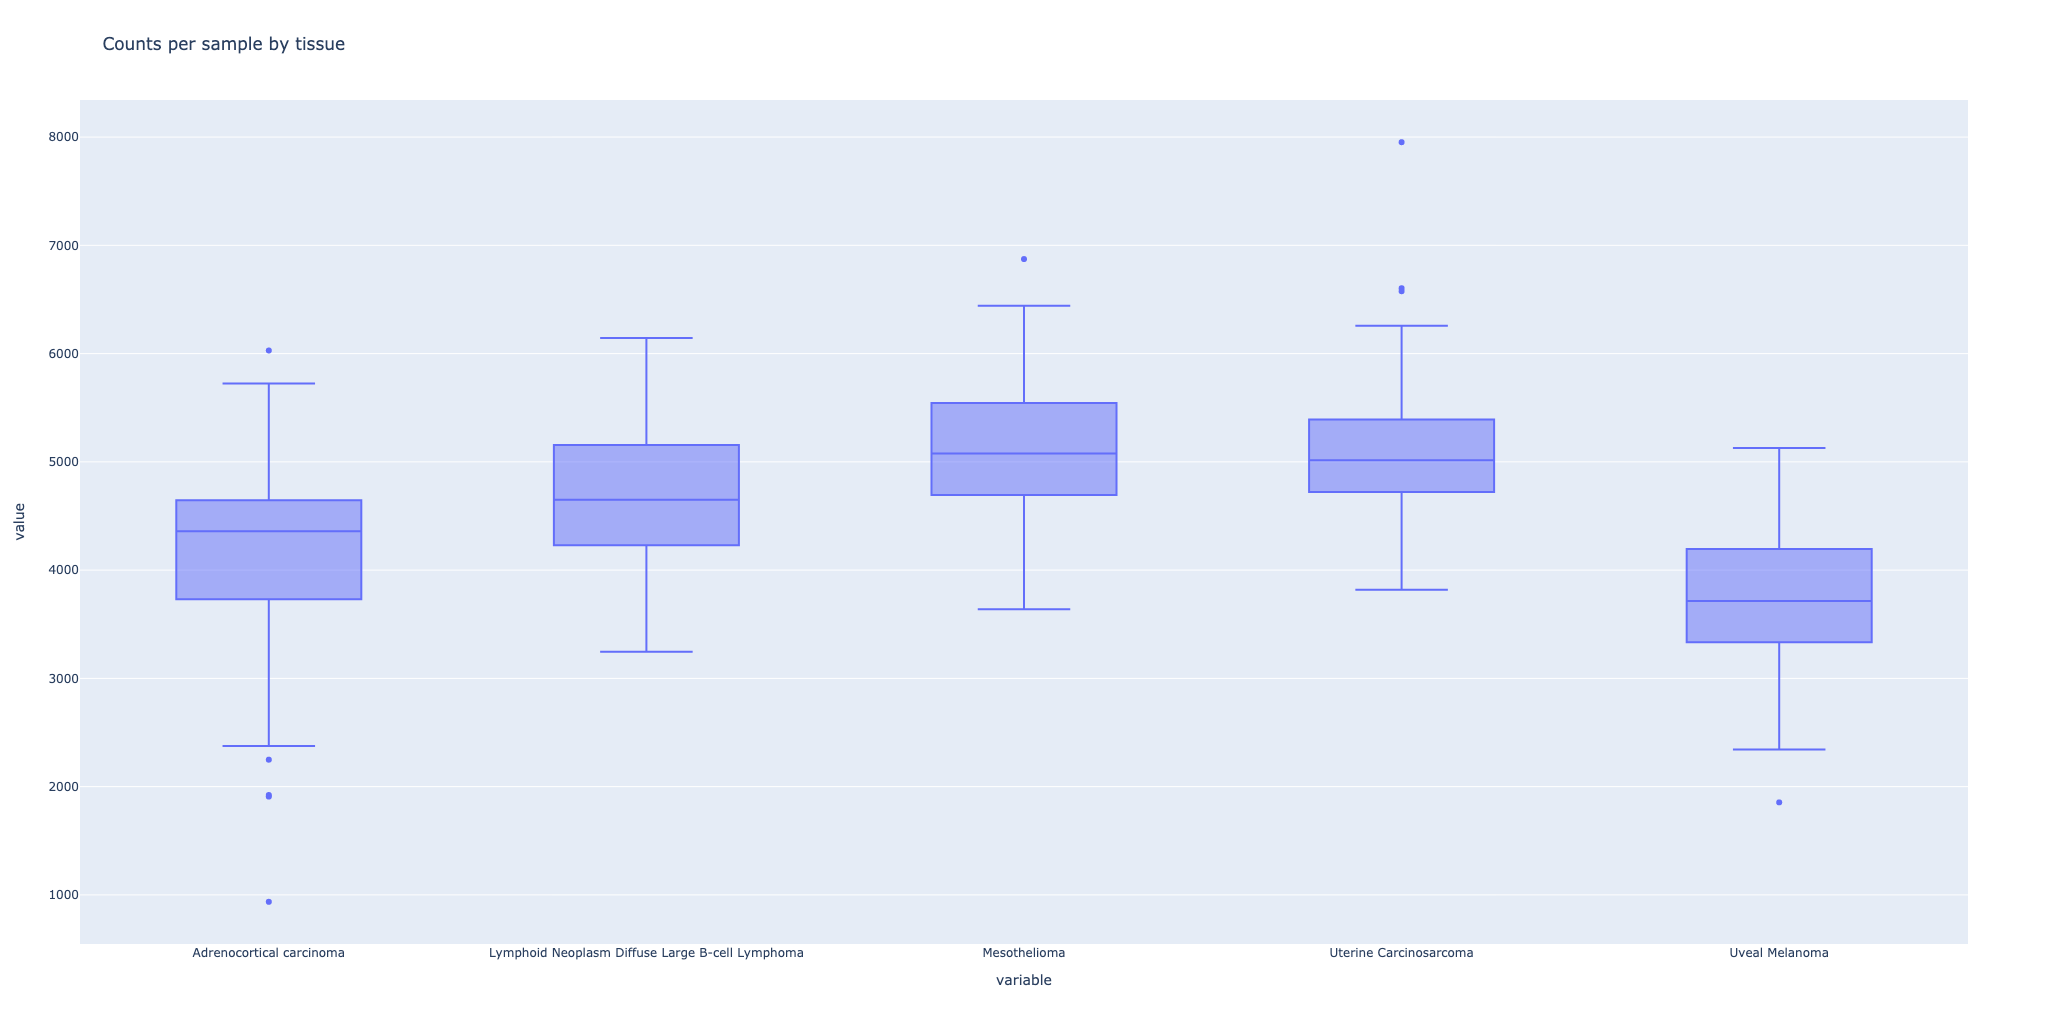 Counts per sample by tissue
8000
7000
6000
5000
4000
3000
2000
1000
value
Adrenocortical carcinoma
Lymphoid Neoplasm Diffuse Large B-cell Lymphoma
Mesothelioma
Uterine Carcinosarcoma
Uveal Melanoma
variable